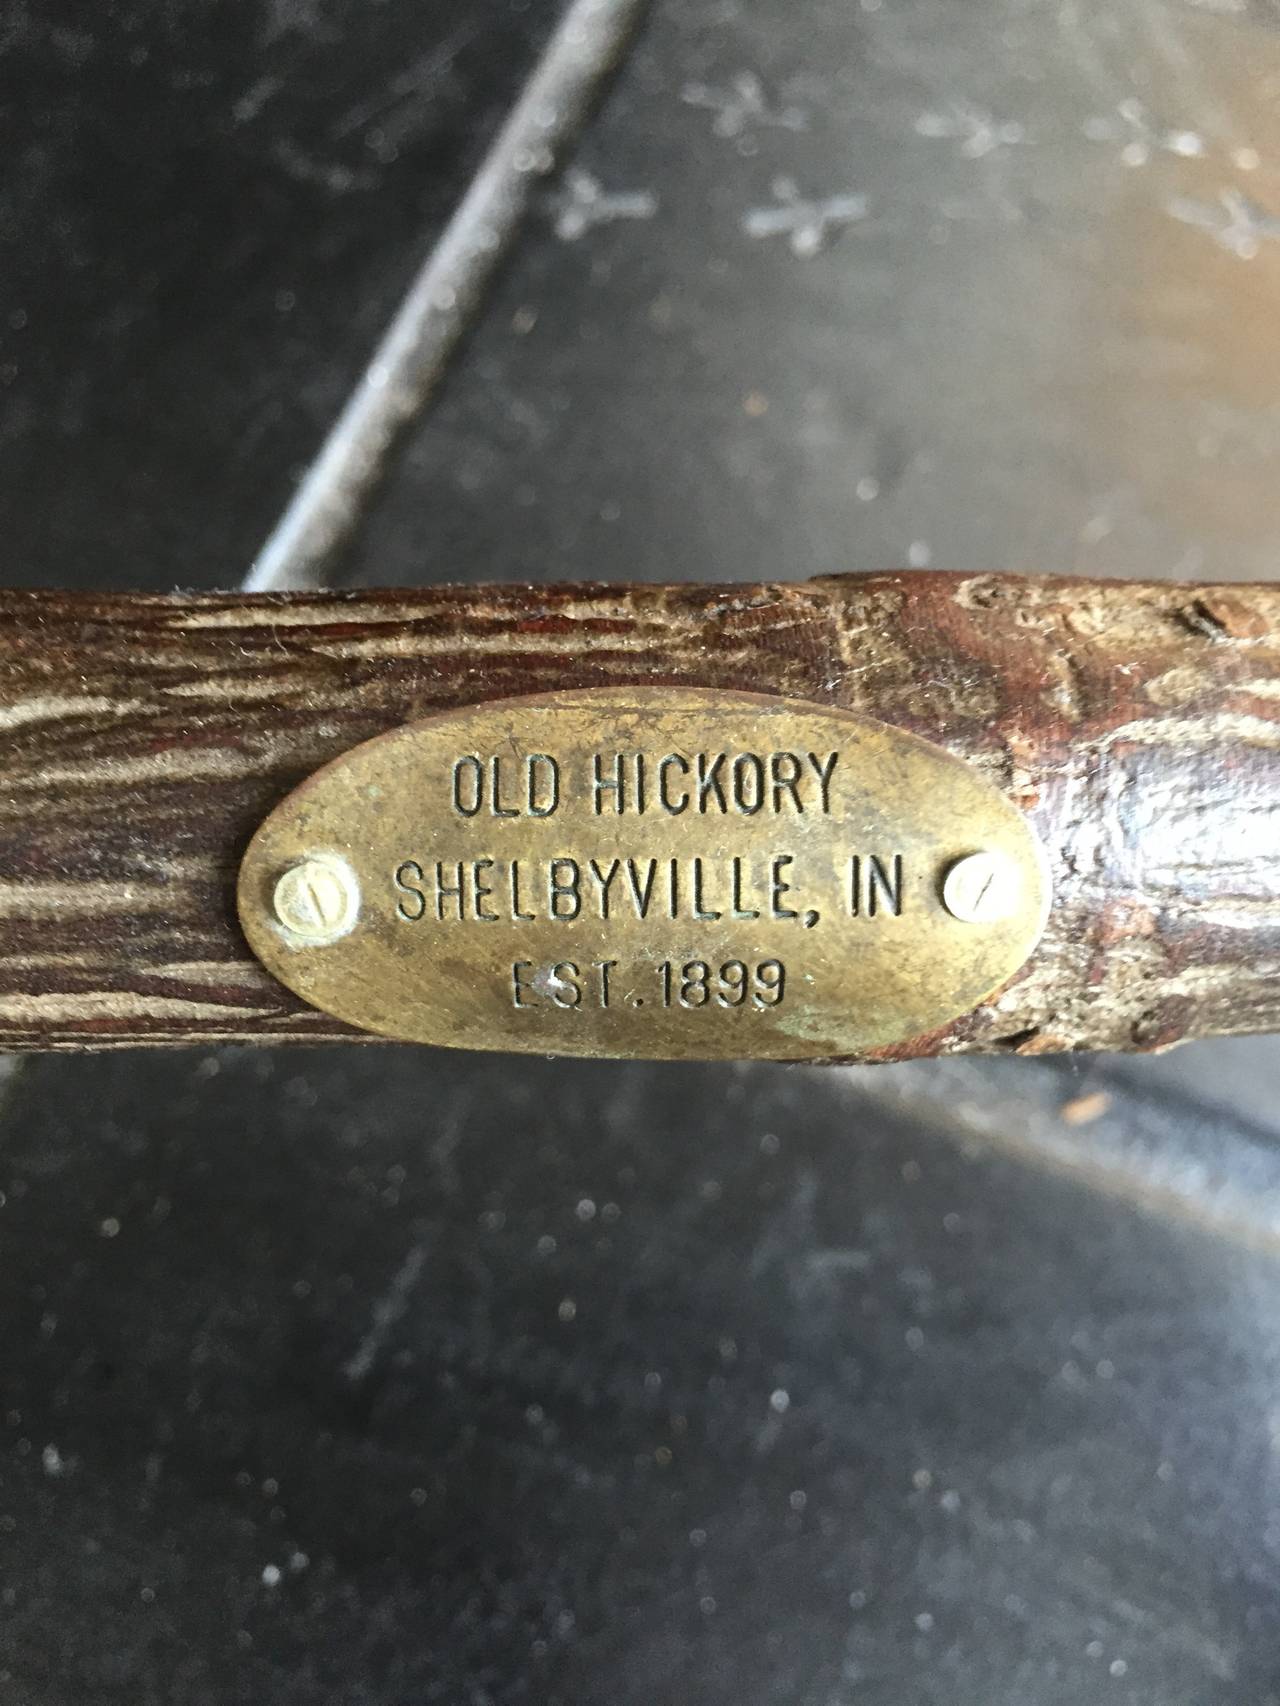 OLD HICKORY
SHELBYVILLE, IN
EST. 1899